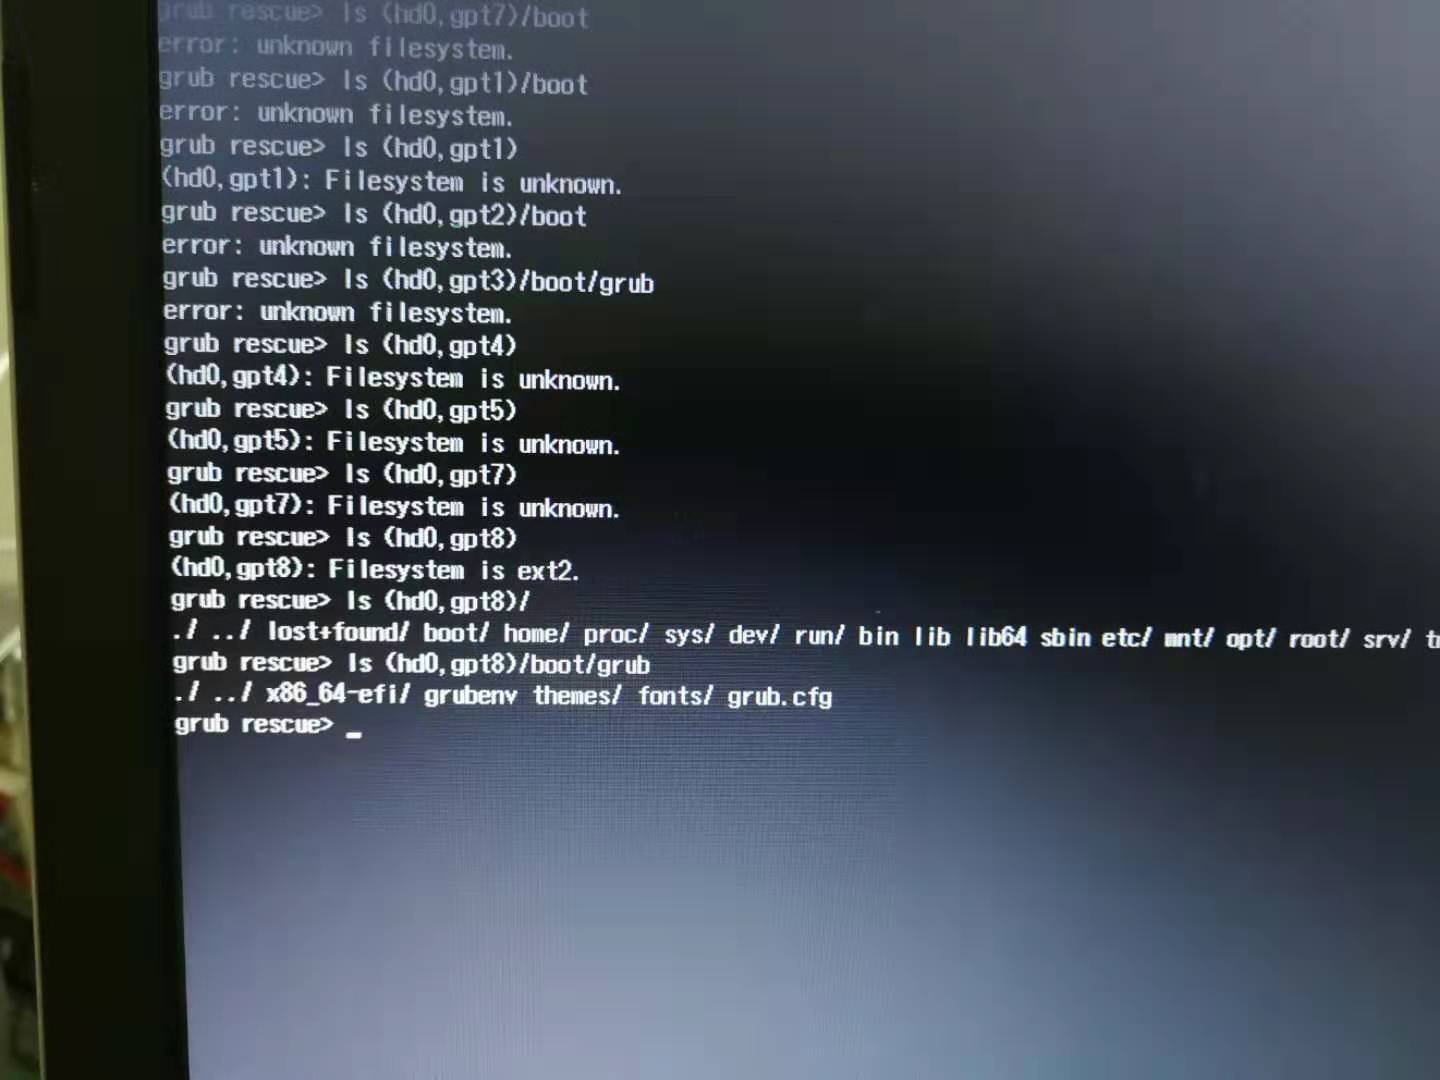 grub rescue> ls (hd0,gpt7)/boot
error: unknown filesystem.
grub rescue> ls (hd0,gpt1)/boot
error: unknown filesystem.
grub rescue> ls (hd0,gpt1)
(hd0,gpt1): Filesystem is unknown.
grub rescue> ls (hd0,gpt2)/boot
error: unknown filesystem.
grub rescue> ls (hd0,gpt3)/boot/grub
error: unknown filesystem.
grub rescue> ls (hd0,gpt4)
(hd0,gpt4): Filesystem is unknown.
grub rescue> ls (hd0,gpt5)
(hd0,gpt5): Filesystem is unknown.
grub rescue> ls (hd0,gpt7)
(hd0,gpt7): Filesystem is unknown.
grub rescue> ls (hd0,gpt8)
(hd0,gpt8): Filesystem is ext2.
grub rescue> ls (hd0,gpt8)/
./ ../ lost+found/ boot/ home/ proc/ sys/ dev/ run/ bin lib lib64 sbin etc/ mnt/ opt/ root/ srv/
grub rescue> ls (hd0,gpt8)/boot/grub
./ ../ x86_64-efi/ grubenv themes/ fonts/ grub.cfg
grub rescue> _